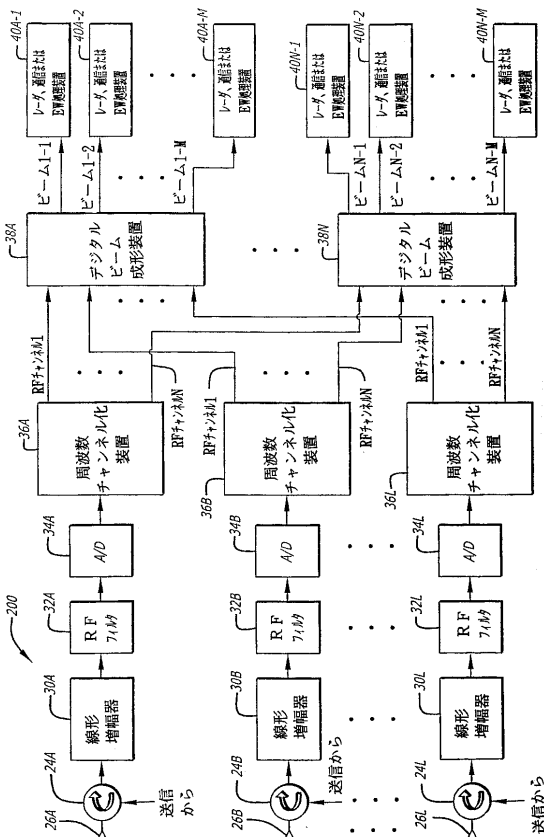 200
26A
24A
送信
から
30A
線形
増幅器
32A
RF
フィルタ
34A
A/D
36A
周波数
チャンネル化
装置
RFチャンネル1
RFチャンネルN
26B
24B
送信から
30B
線形
増幅器
32B
RF
フィルタ
34B
A/D
36B
周波数
チャンネル化
装置
RFチャンネル1
RFチャンネルN
26L
24L
送信から
30L
線形
増幅器
32L
RF
フィルタ
34L
A/D
36L
周波数
チャンネル化
装置
RFチャンネル1
RFチャンネルN
38A
デジタル
ビーム
成形装置
ビーム1-1
ビーム1-2
ビーム1-M
40A-1
レーダ、通信または
EW処理装置
40A-2
レーダ、通信または
EW処理装置
40A-M
レーダ、通信または
EW処理装置
38N
デジタル
ビーム
成形装置
ビームN-1
ビームN-2
ビームN-M
40N-1
レーダ、通信または
EW処理装置
40N-2
レーダ、通信または
EW処理装置
40N-M
レーダ、通信または
EW処理装置